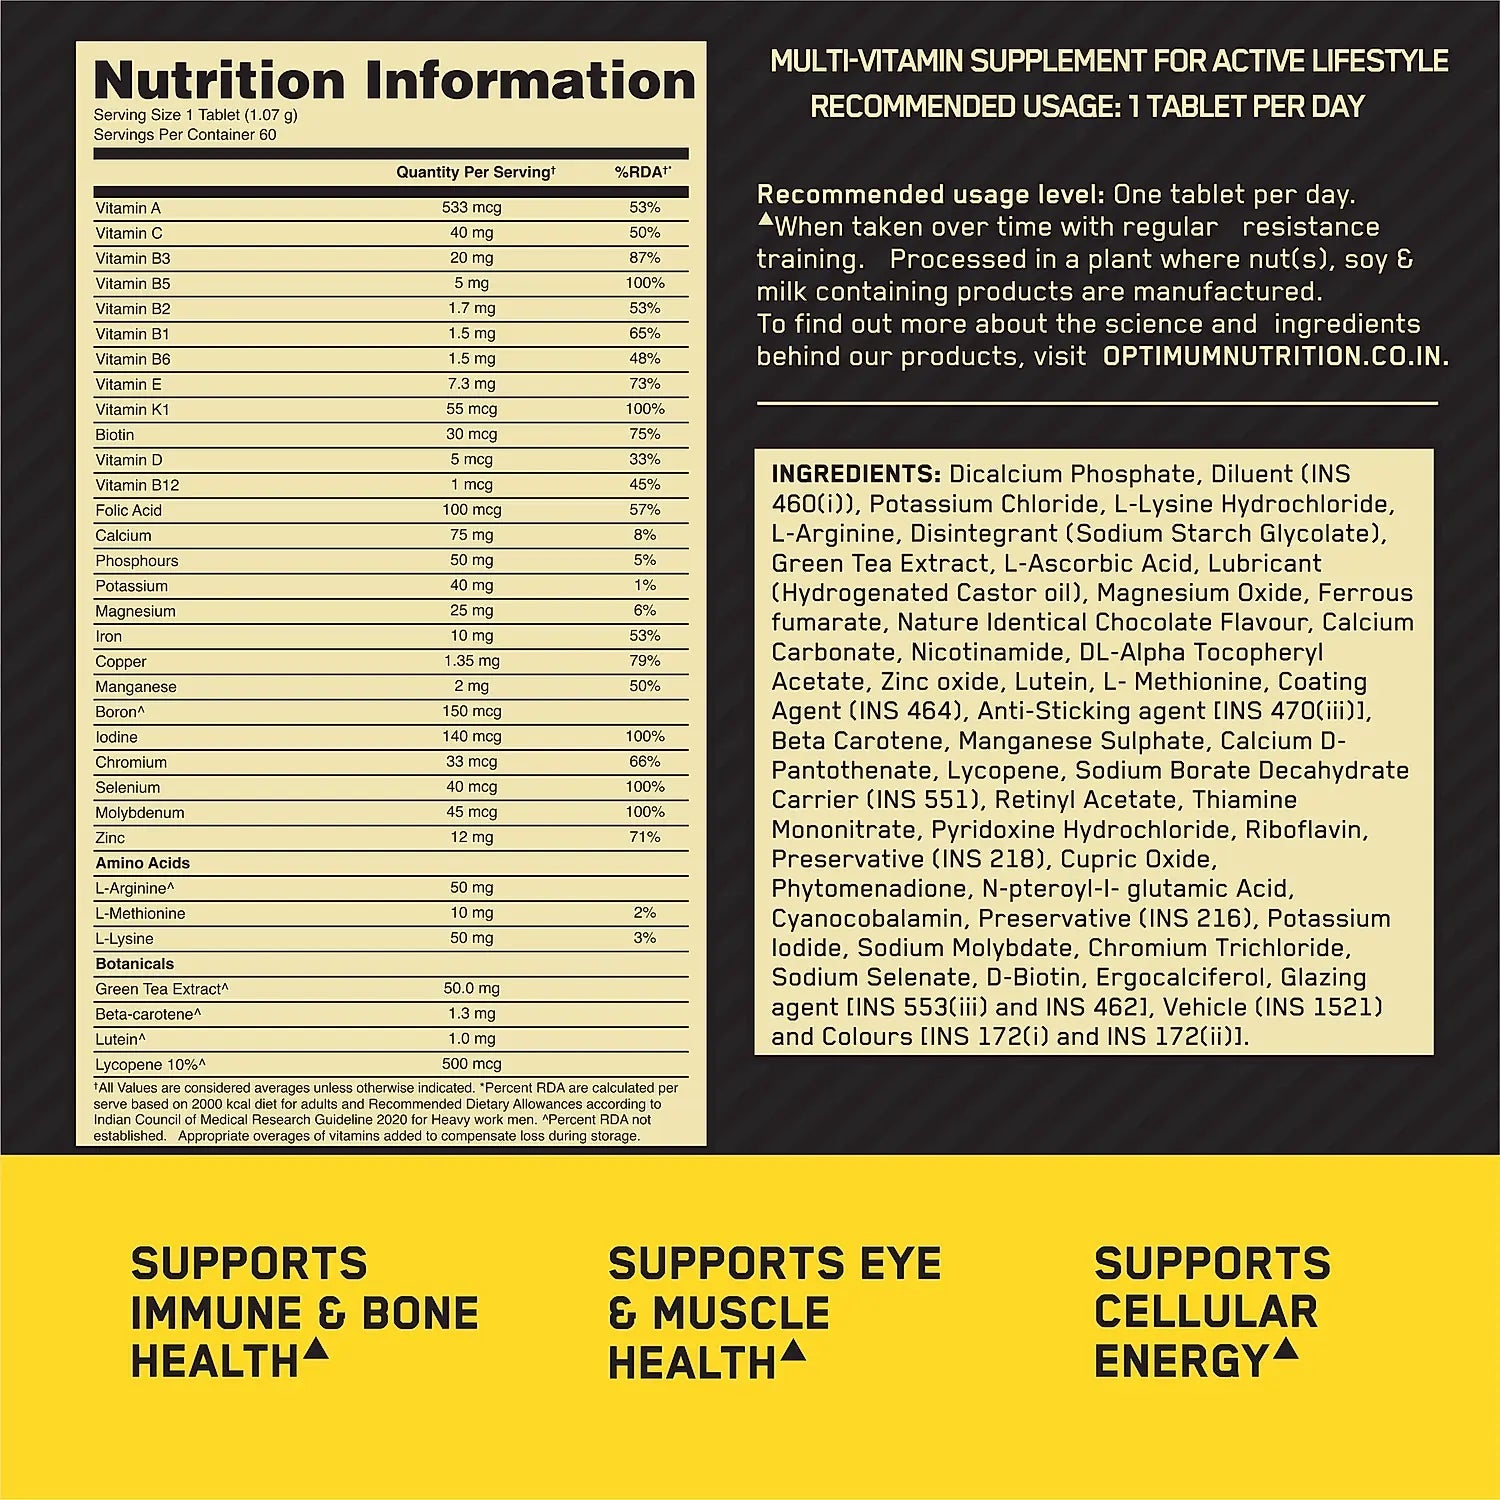 Nutrition Information
Serving Size 1 Tablet (1.07 g)
Servings Per Container 60
Quantity Per Serving† %RDA†*
Vitamin A 533 mcg 53%
Vitamin C 40 mg 50%
Vitamin B3 20 mg 87%
Vitamin B5 5 mg 100%
Vitamin B2 1.7 mg 53%
Vitamin B1 1.5 mg 65%
Vitamin B6 1.5 mg 48%
Vitamin E 7.3 mg 73%
Vitamin K1 55 mcg 100%
Biotin 30 mcg 75%
Vitamin D 5 mcg 33%
Vitamin B12 1 mcg 45%
Folic Acid 100 mcg 57%
Calcium 75 mg 8%
Phosphours 50 mg 5%
Potassium 40 mg 1%
Magnesium 25 mg 6%
Iron 10 mg 53%
Copper 1.35 mg 79%
Manganese 2 mg 50%
Boron^ 150 mcg
Iodine 140 mcg 100%
Chromium 33 mcg 66%
Selenium 40 mcg 100%
Molybdenum 45 mcg 100%
Zinc 12 mg 71%
Amino Acids
L-Arginine^ 50 mg
L-Methionine 10 mg 2%
L-Lysine 50 mg 3%
Botanicals
Green Tea Extract^ 50.0 mg
Beta-carotene^ 1.3 mg
Lutein^ 1.0 mg
Lycopene 10%^ 500 mcg
†All Values are considered averages unless otherwise indicated. *Percent RDA are calculated per
serve based on 2000 kcal diet for adults and Recommended Dietary Allowances according to
Indian Council of Medical Research Guideline 2020 for Heavy work men. ^Percent RDA not
established. Appropriate overages of vitamins added to compensate loss during storage.
MULTI-VITAMIN SUPPLEMENT FOR ACTIVE LIFESTYLE
RECOMMENDED USAGE: 1 TABLET PER DAY
Recommended usage level: One tablet per day.
▲When taken over time with regular resistance
training. Processed in a plant where nut(s), soy &
milk containing products are manufactured.
To find out more about the science and ingredients
behind our products, visit OPTIMUMNUTRITION.CO.IN.
INGREDIENTS: Dicalcium Phosphate, Diluent (INS
460(i)), Potassium Chloride, L-Lysine Hydrochloride,
L-Arginine, Disintegrant (Sodium Starch Glycolate),
Green Tea Extract, L-Ascorbic Acid, Lubricant
(Hydrogenated Castor oil), Magnesium Oxide, Ferrous
fumarate, Nature Identical Chocolate Flavour, Calcium
Carbonate, Nicotinamide, DL-Alpha Tocopheryl
Acetate, Zinc oxide, Lutein, L- Methionine, Coating
Agent (INS 464), Anti-Sticking agent [INS 470(iii)],
Beta Carotene, Manganese Sulphate, Calcium D-
Pantothenate, Lycopene, Sodium Borate Decahydrate
Carrier (INS 551), Retinyl Acetate, Thiamine
Mononitrate, Pyridoxine Hydrochloride, Riboflavin,
Preservative (INS 218), Cupric Oxide,
Phytomenadione, N-pteroyl-l- glutamic Acid,
Cyanocobalamin, Preservative (INS 216), Potassium
Iodide, Sodium Molybdate, Chromium Trichloride,
Sodium Selenate, D-Biotin, Ergocalciferol, Glazing
agent [INS 553(iii) and INS 462], Vehicle (INS 1521)
and Colours [INS 172(i) and INS 172(ii)].
SUPPORTS
IMMUNE & BONE
HEALTH▲
SUPPORTS EYE
& MUSCLE
HEALTH▲
SUPPORTS
CELLULAR
ENERGY▲